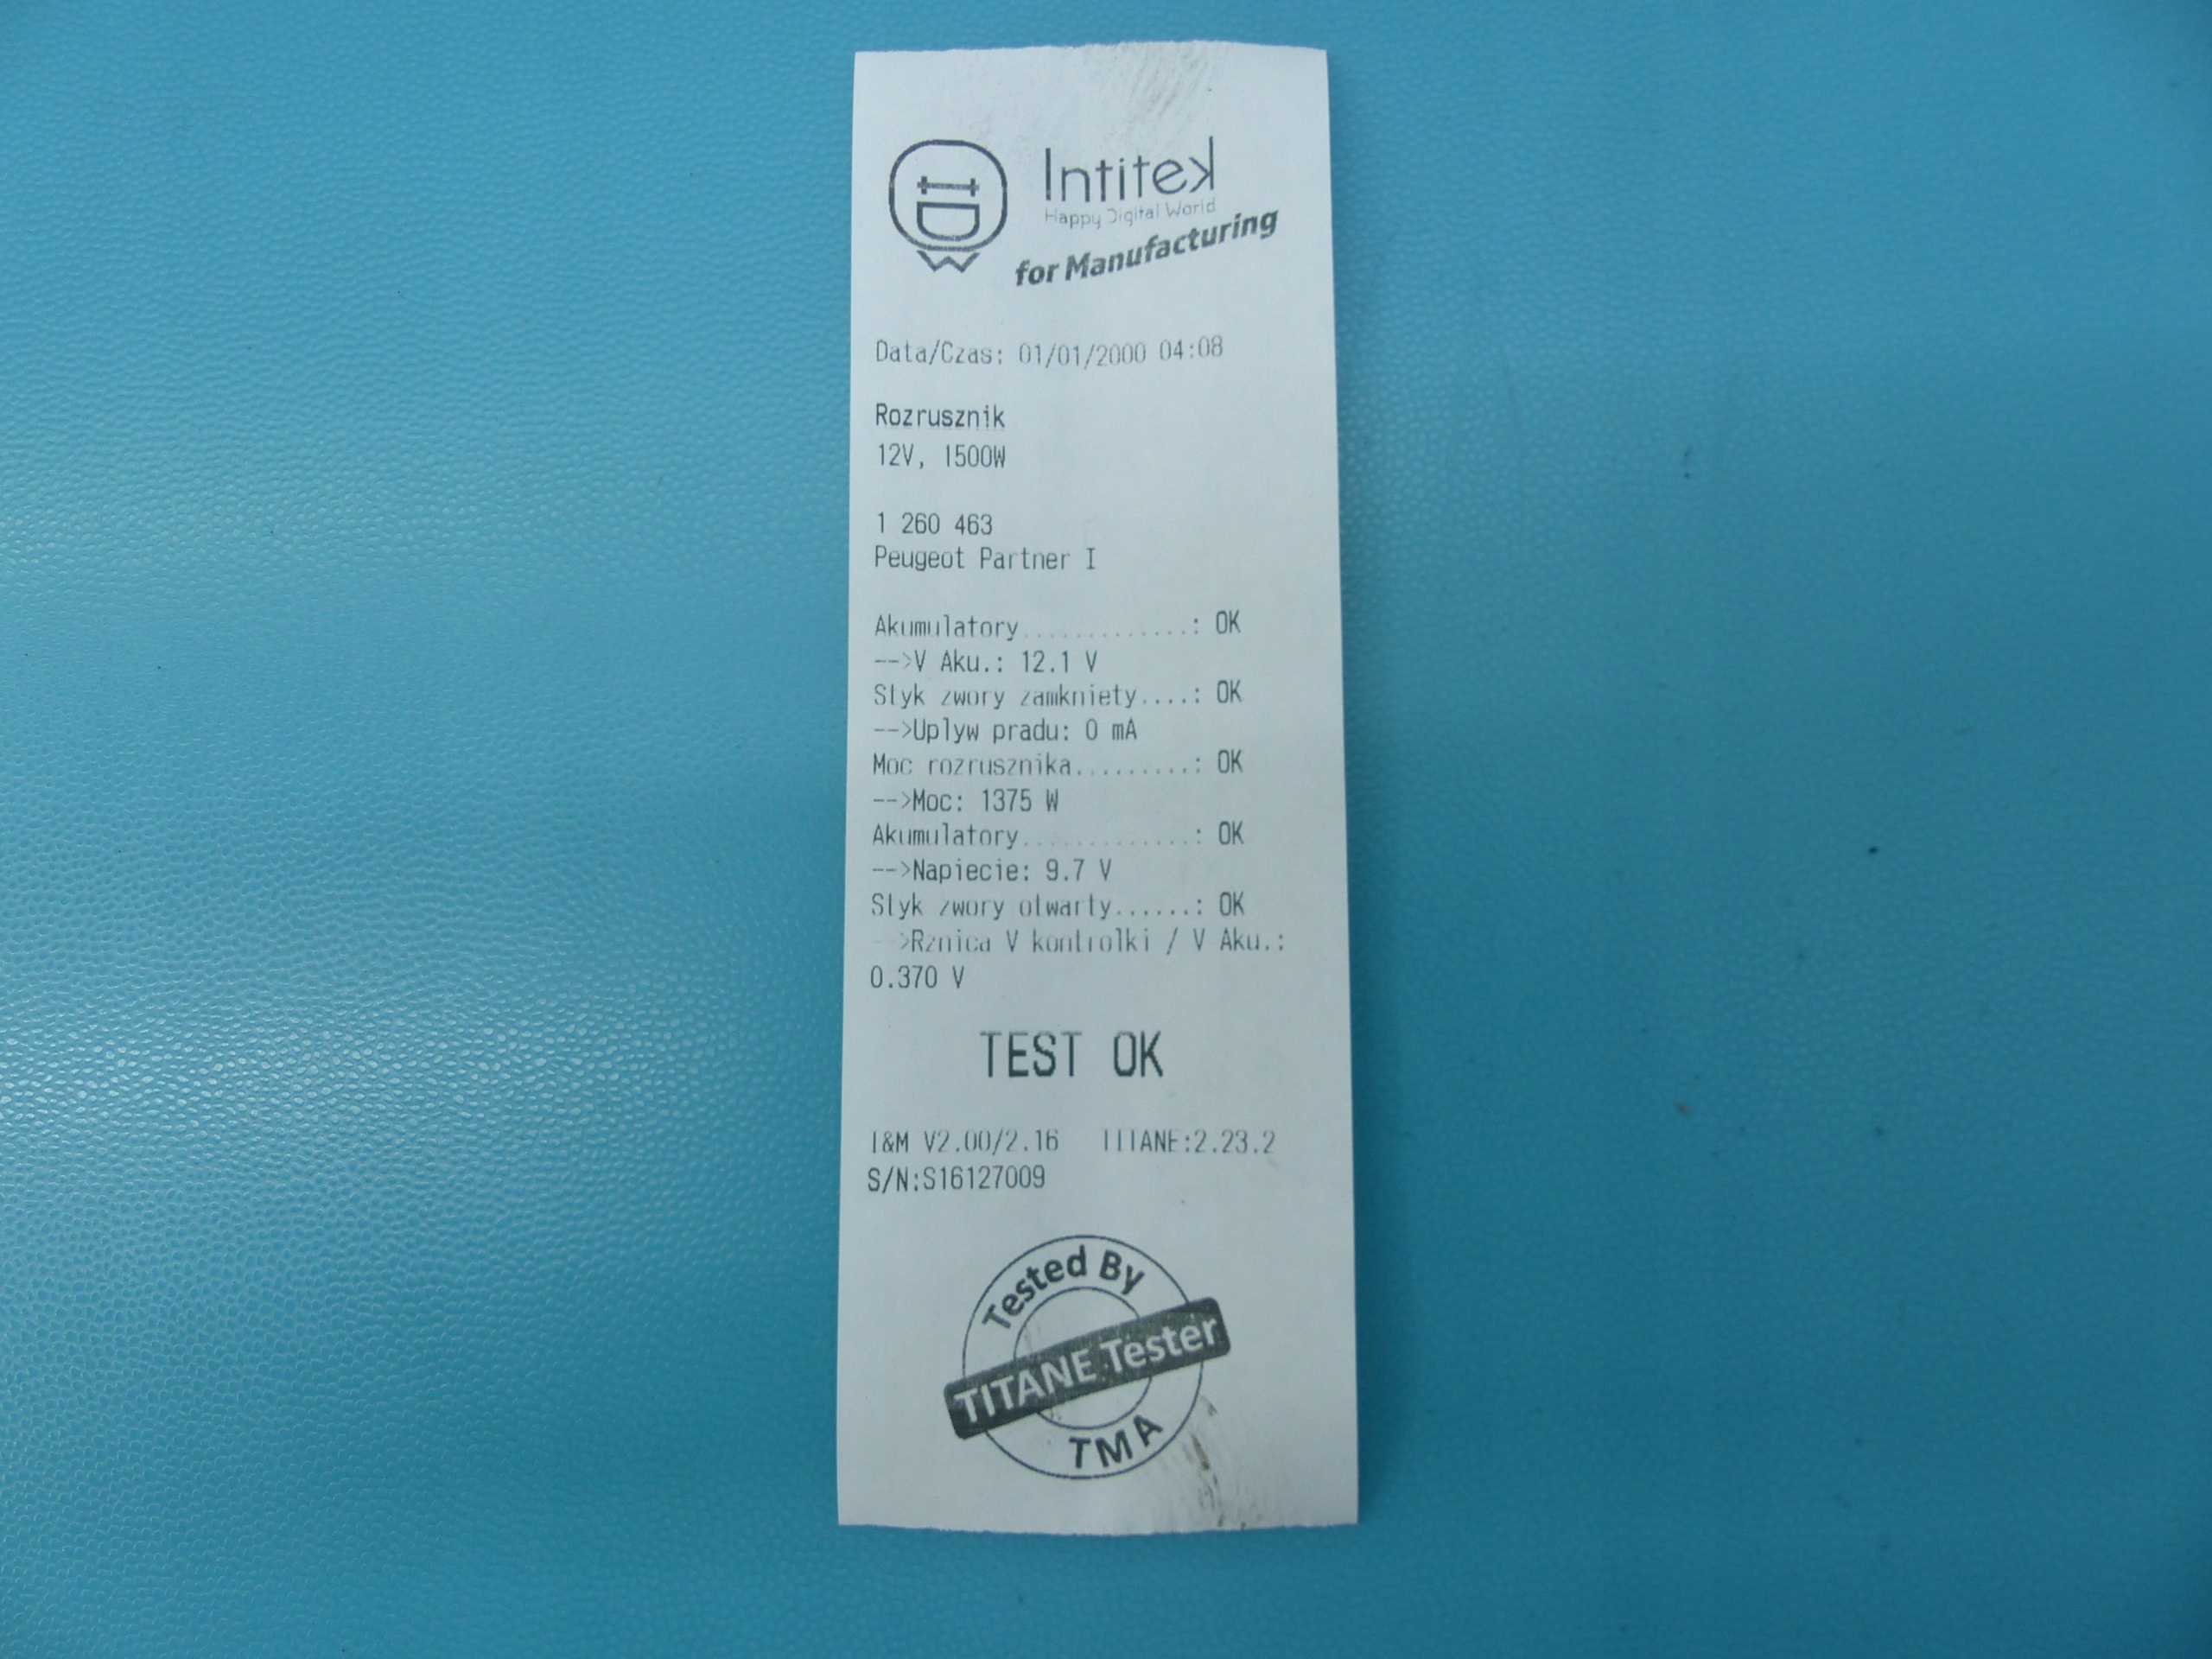 Intitek
Happy Digital World
for Manufacturing
Data/Czas: 01/01/2000 04:08
Rozrusznik
12V, 1500W
1 260 463
Peugeot Partner I
Akumulatory.............: OK
-->V Aku.: 12.1 V
Styk zwory zamkniety....: OK
-->Uplyw pradu: 0 mA
Moc rozrusznika.........: OK
-->Moc: 1375 W
Akumulatory.............: OK
-->Napiecie: 9.7 V
Styk zwory otwarty......: OK
-->Rznica V kontrolki / V Aku.:
0.370 V
TEST OK
I&M V2.00/2.16 TITANE:2.23.2
S/N:S16127009
Tested By
TITANE Tester
TMA